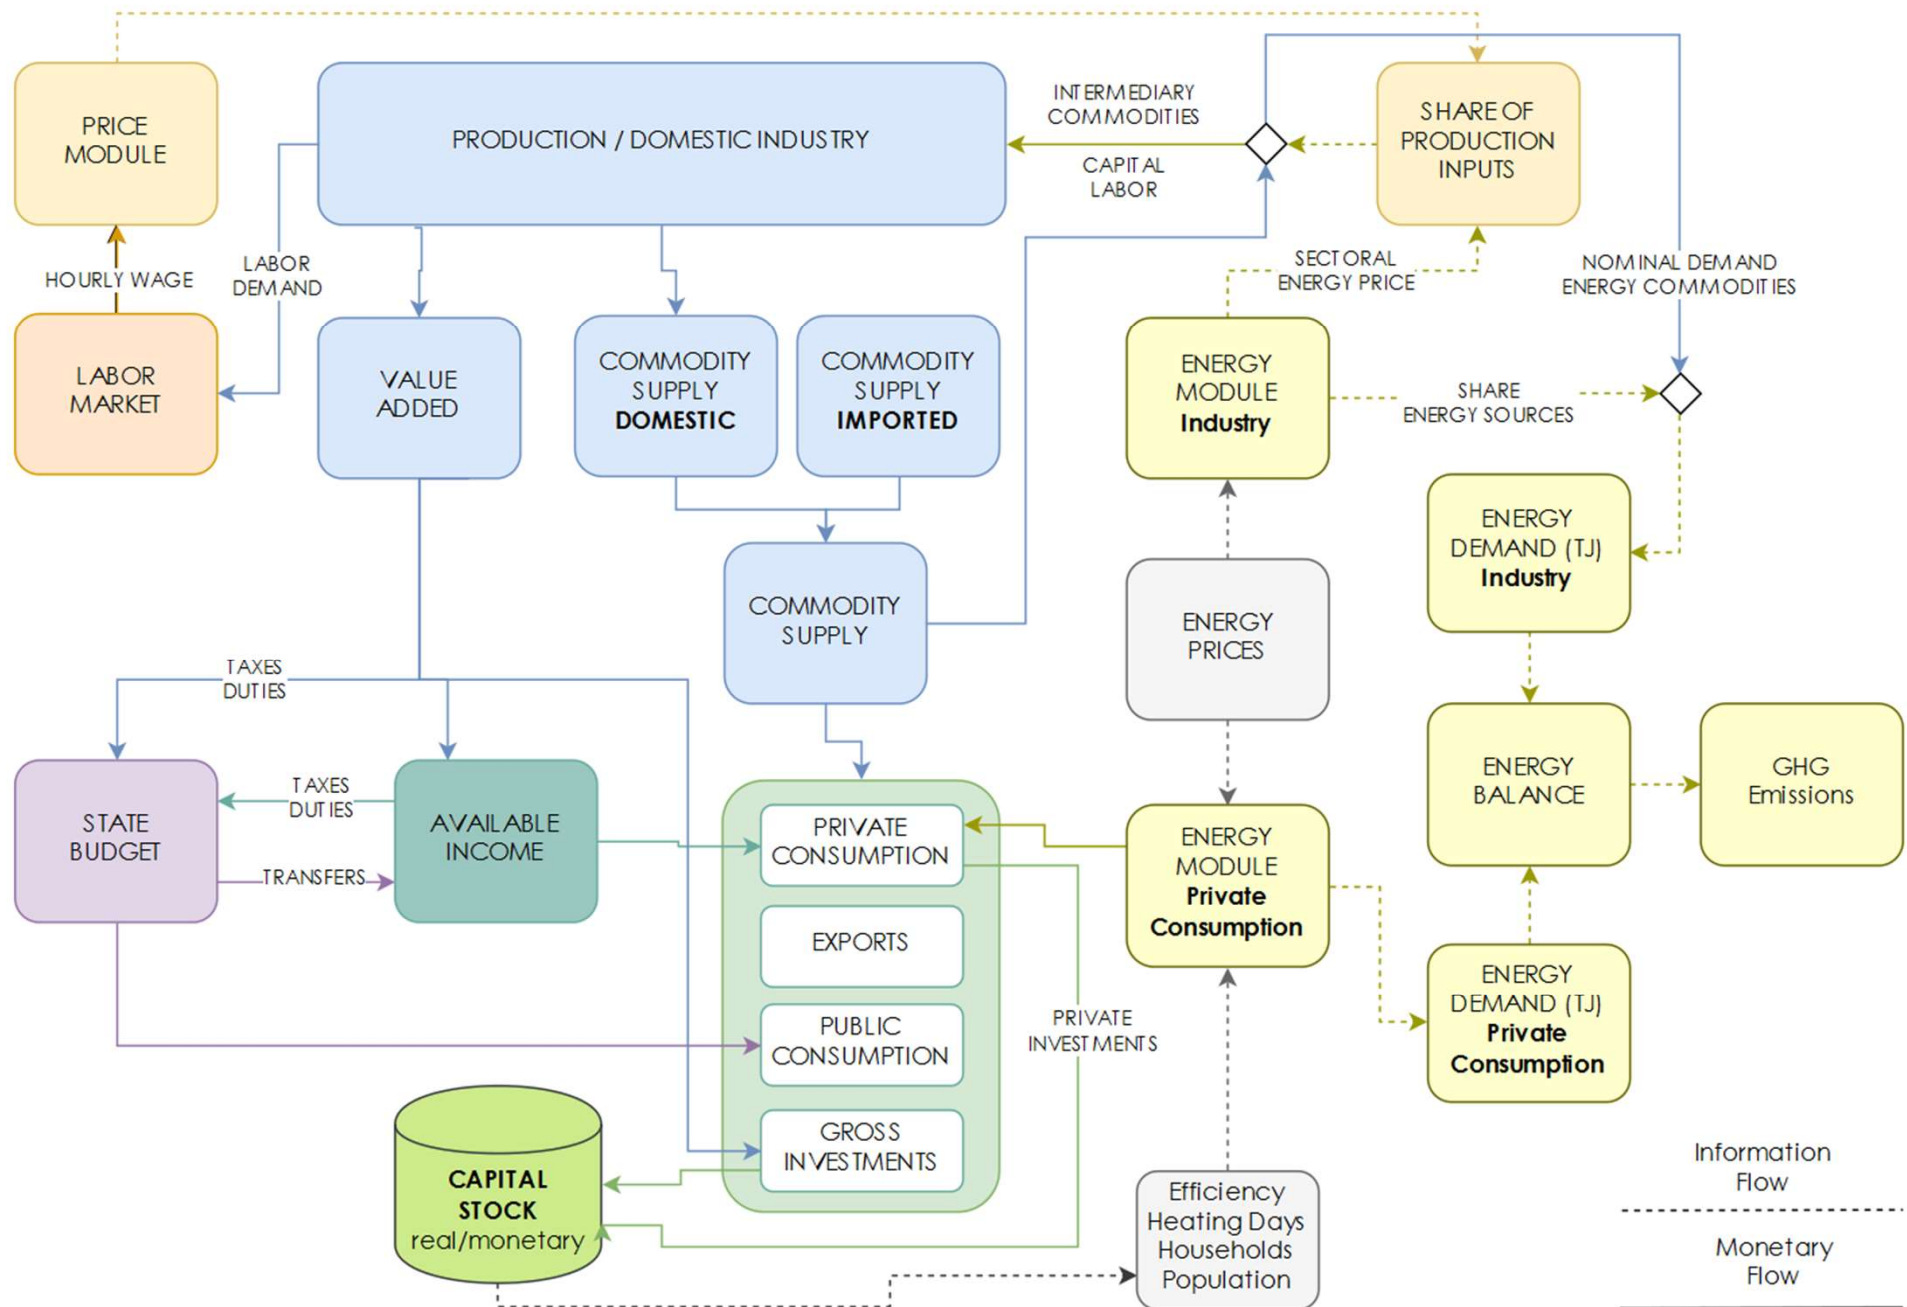 PRICE
MODULE
PRODUCTION / DOMESTIC INDUSTRY
INTERMEDIARY
COMMODITIES
CAPITAL
LABOR
SHARE OF
PRODUCTION
INPUTS
HOURLY WAGE
LABOR
DEMAND
SECTORAL
ENERGY PRICE
NOMINAL DEMAND
ENERGY COMMODITIES
LABOR
MARKET
VALUE
ADDED
COMMODITY
SUPPLY
DOMESTIC
COMMODITY
SUPPLY
IMPORTED
ENERGY
MODULE
Industry
SHARE
ENERGY SOURCES
ENERGY
DEMAND (TJ)
Industry
COMMODITY
SUPPLY
ENERGY
PRICES
TAXES
DUTIES
STATE
BUDGET
TAXES
DUTIES
TRANSFERS
AVAILABLE
INCOME
PRIVATE
CONSUMPTION
EXPORTS
PUBLIC
CONSUMPTION
GROSS
INVESTMENTS
PRIVATE
INVESTMENTS
ENERGY
MODULE
Private
Consumption
ENERGY
BALANCE
GHG
Emissions
ENERGY
DEMAND (TJ)
Private
Consumption
CAPITAL
STOCK
real/monetary
Efficiency
Heating Days
Households
Population
Information
Flow
Monetary
Flow